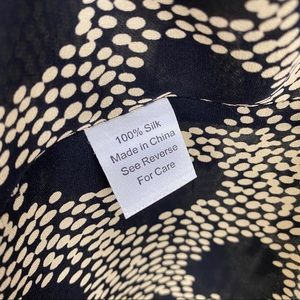 100% Silk
Made in China
See Reverse
For Care